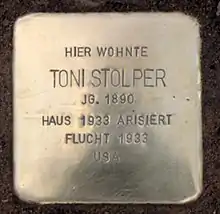 HIER WOHNTE
TONI STOLPER
JG. 1890
HAUS 1933 ARISIERT
FLUCHT 1933
USA